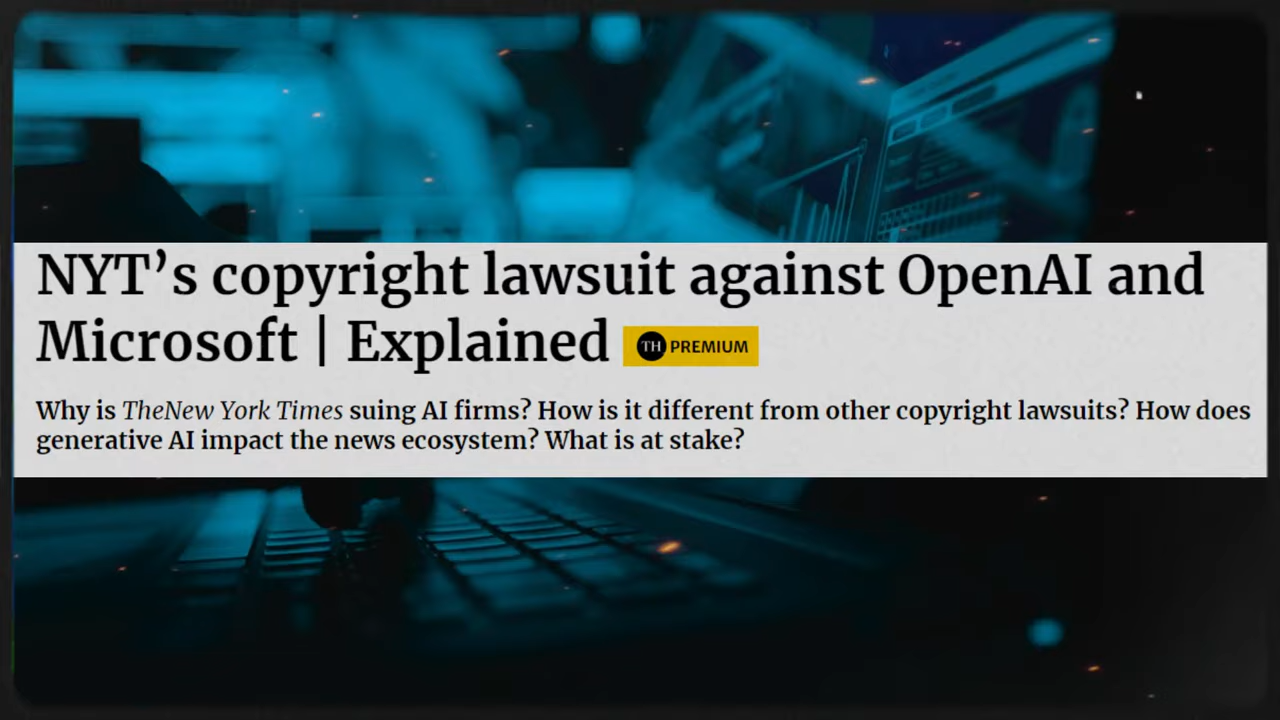 NYT’s copyright lawsuit against OpenAI and
Microsoft | Explained TH PREMIUM
Why is TheNew York Times suing AI firms? How is it different from other copyright lawsuits? How does
generative AI impact the news ecosystem? What is at stake?